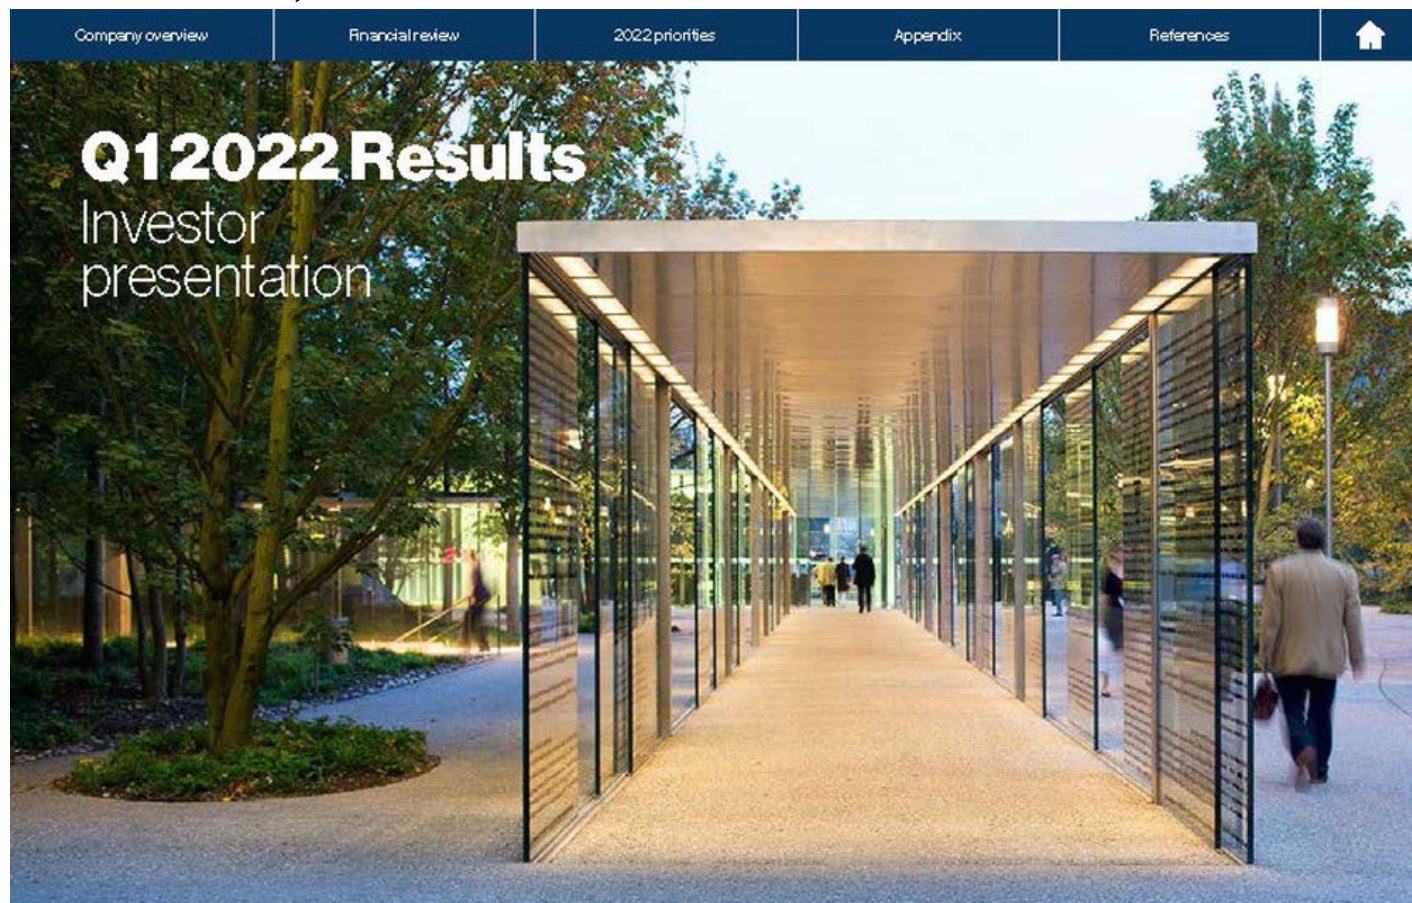 Company overview
Financial review
2022 priorities
Appendix
References
Q1 2022 Results
Investor
presentation